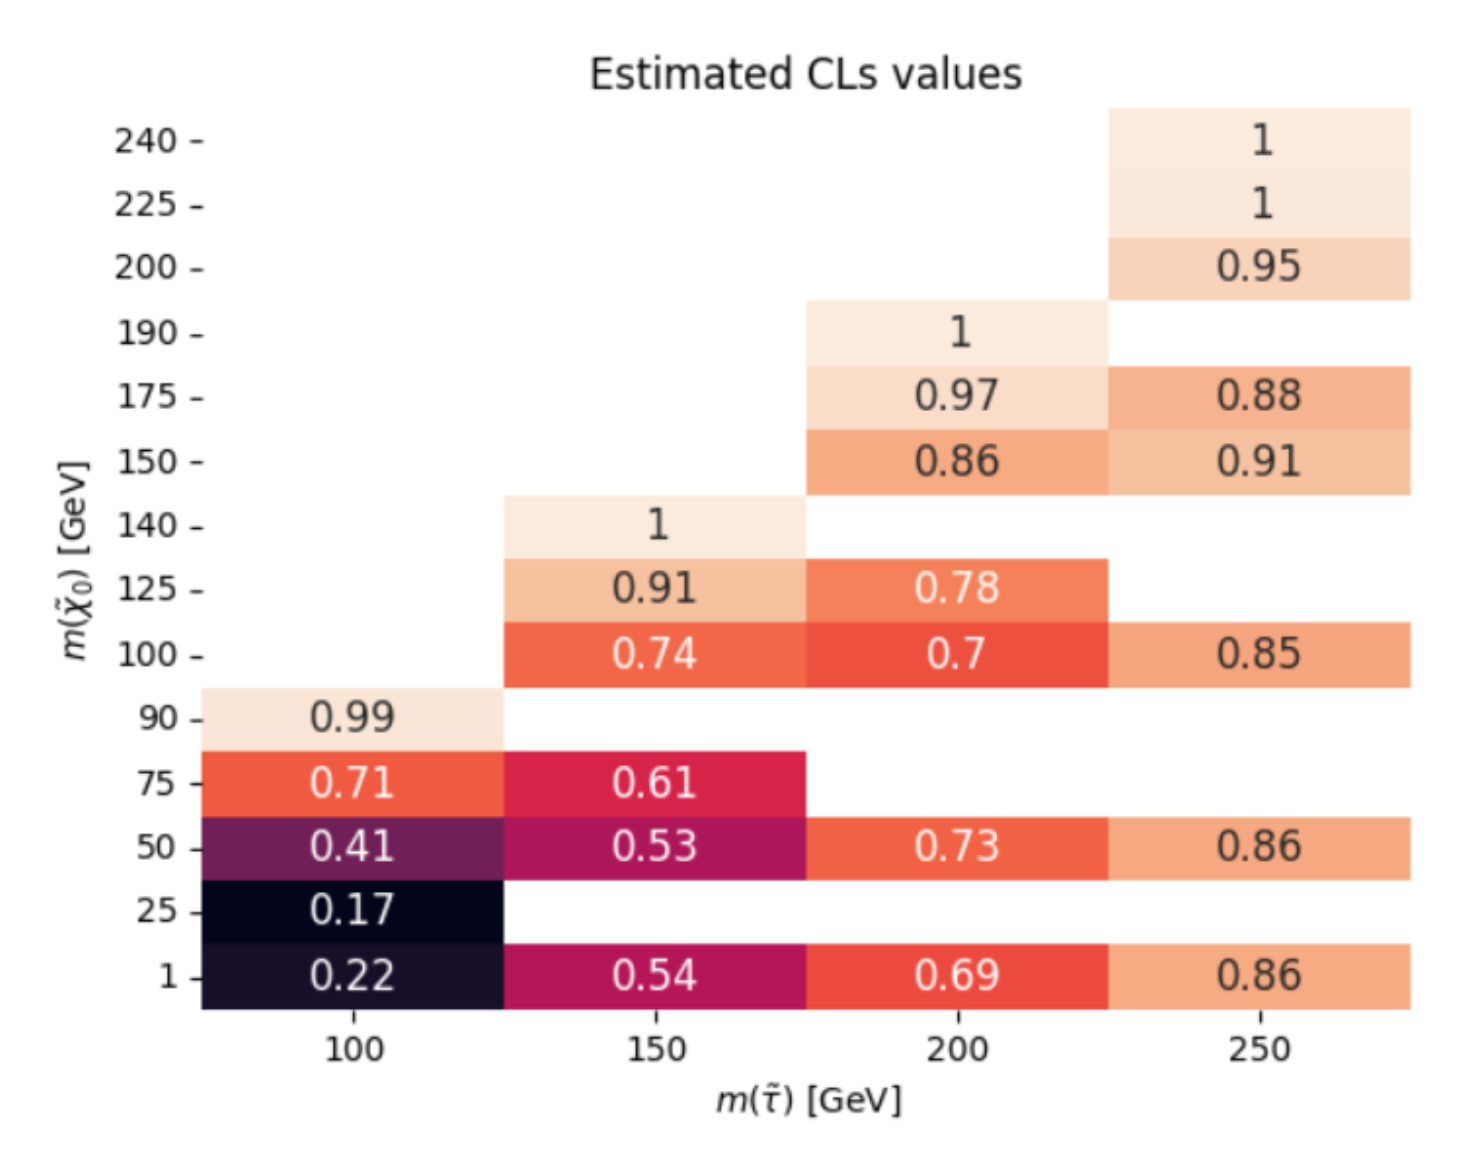 Estimated CLs values
240 1
225 1
200 0.95
190 1
175 0.97 0.88
150 0.86 0.91
140 1
125 0.91 0.78
100 0.74 0.7 0.85
90 0.99
75 0.71 0.61
50 0.41 0.53 0.73 0.86
25 0.17
1 0.22 0.54 0.69 0.86
m(χ̃₀) [GeV]
100 150 200 250
m(τ̃) [GeV]